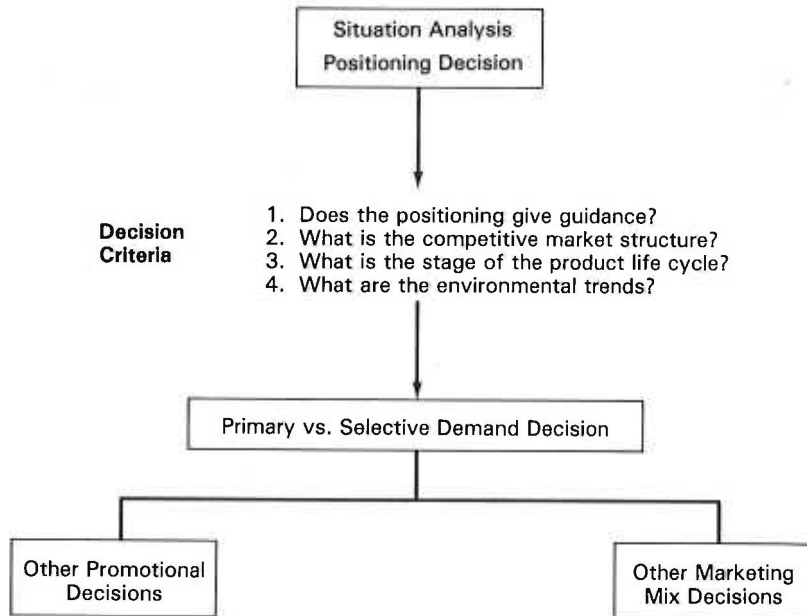 Situation Analysis
Positioning Decision
Decision
Criteria
1. Does the positioning give guidance?
2. What is the competitive market structure?
3. What is the stage of the product life cycle?
4. What are the environmental trends?
Primary vs. Selective Demand Decision
Other Promotional
Decisions
Other Marketing
Mix Decisions